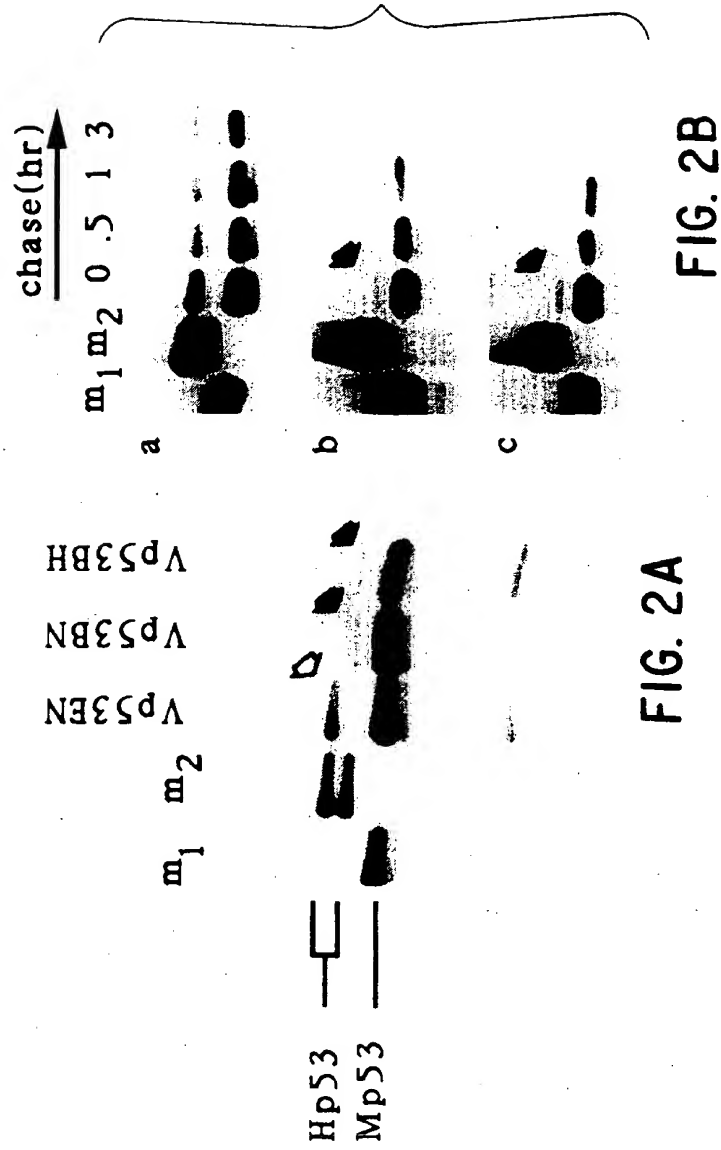 Hp53
Mp53
m1
m2
Vp53EN
Vp53BN
Vp53BH
FIG. 2A
chase(hr)
m1 m2 0 .5 1 3
a
b
c
FIG. 2B